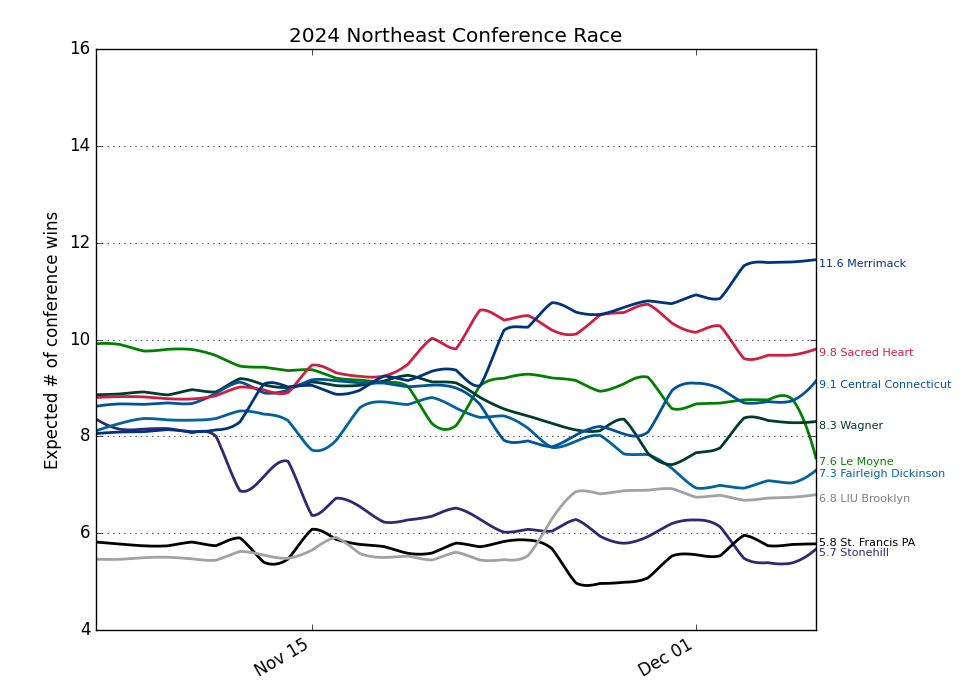 2024 Northeast Conference Race
Expected # of conference wins
16
14
12
10
8
6
4
Nov 15
Dec 01
11.6 Merrimack
9.8 Sacred Heart
9.1 Central Connecticut
8.3 Wagner
7.6 Le Moyne
7.3 Fairleigh Dickinson
6.8 LIU Brooklyn
5.8 St. Francis PA
5.7 Stonehill